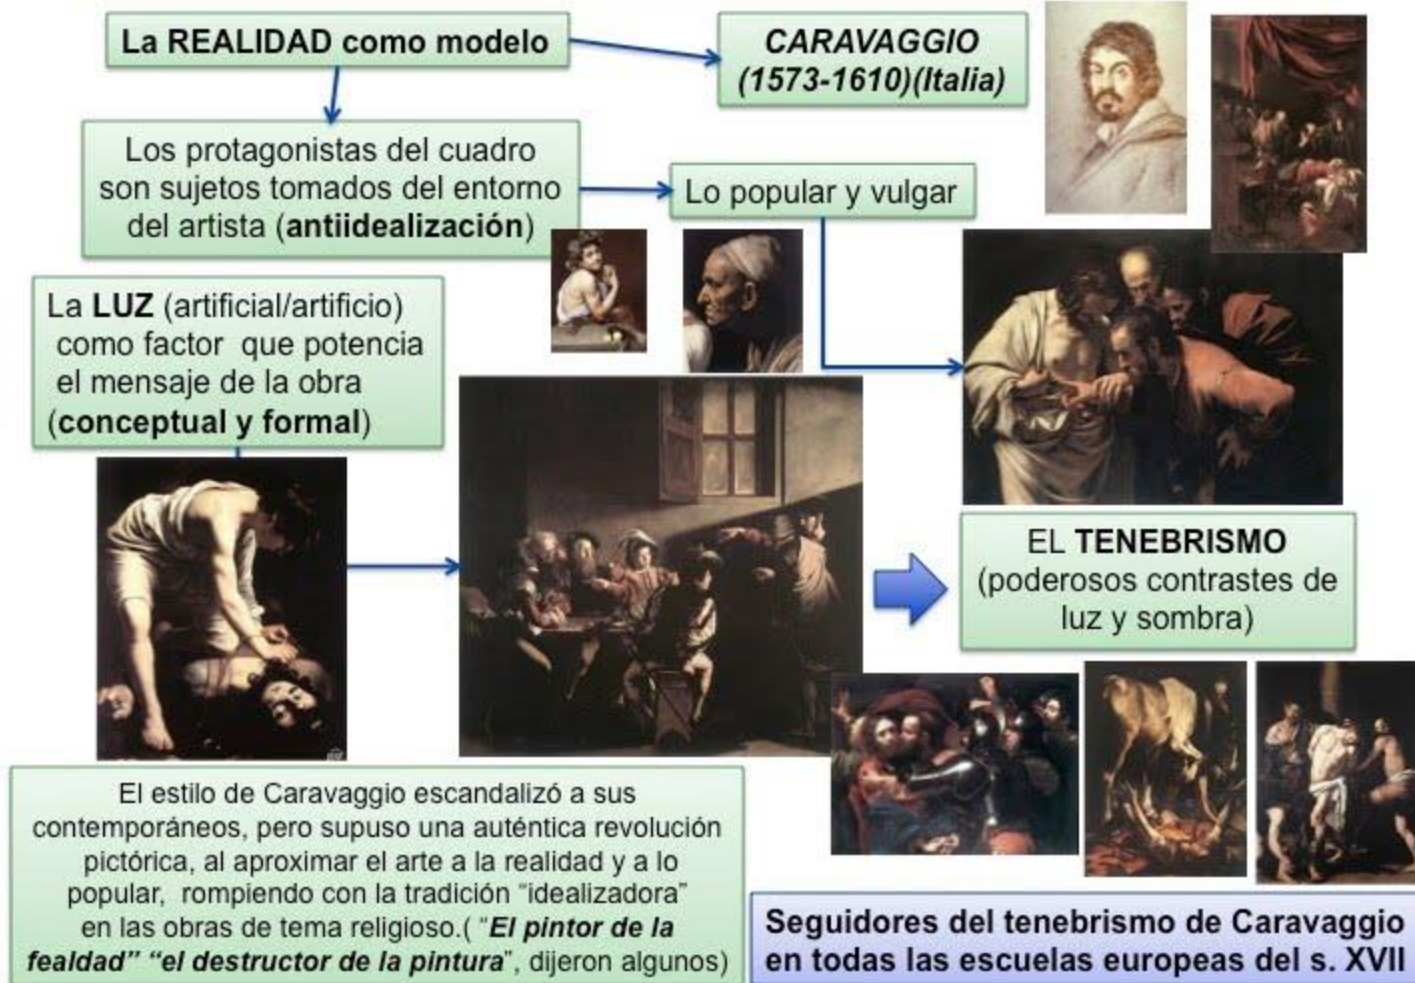 La REALIDAD como modelo
CARAVAGGIO
(1573-1610)(Italia)
Los protagonistas del cuadro
son sujetos tomados del entorno
del artista (antiidealización)
Lo popular y vulgar
La LUZ (artificial/artificio)
como factor que potencia
el mensaje de la obra
(conceptual y formal)
EL TENEBRISMO
(poderosos contrastes de
luz y sombra)
El estilo de Caravaggio escandalizó a sus
contemporáneos, pero supuso una auténtica revolución
pictórica, al aproximar el arte a la realidad y a lo
popular, rompiendo con la tradición "idealizadora"
en las obras de tema religioso.( "El pintor de la
fealdad" "el destructor de la pintura", dijeron algunos)
Seguidores del tenebrismo de Caravaggio
en todas las escuelas europeas del s. XVII